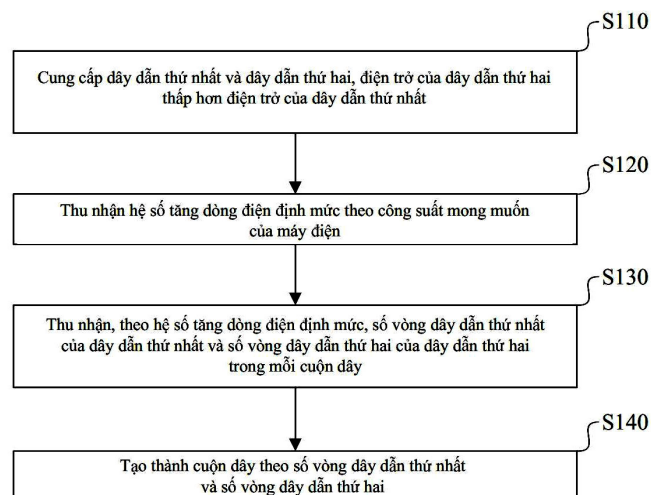 S110
Cung cấp dây dẫn thứ nhất và dây dẫn thứ hai, điện trở của dây dẫn thứ hai
thấp hơn điện trở của dây dẫn thứ nhất
S120
Thu nhận hệ số tăng dòng điện định mức theo công suất mong muốn
của máy điện
S130
Thu nhận, theo hệ số tăng dòng điện định mức, số vòng dây dẫn thứ nhất
của dây dẫn thứ nhất và số vòng dây dẫn thứ hai của dây dẫn thứ hai
trong mỗi cuộn dây
S140
Tạo thành cuộn dây theo số vòng dây dẫn thứ nhất
và số vòng dây dẫn thứ hai